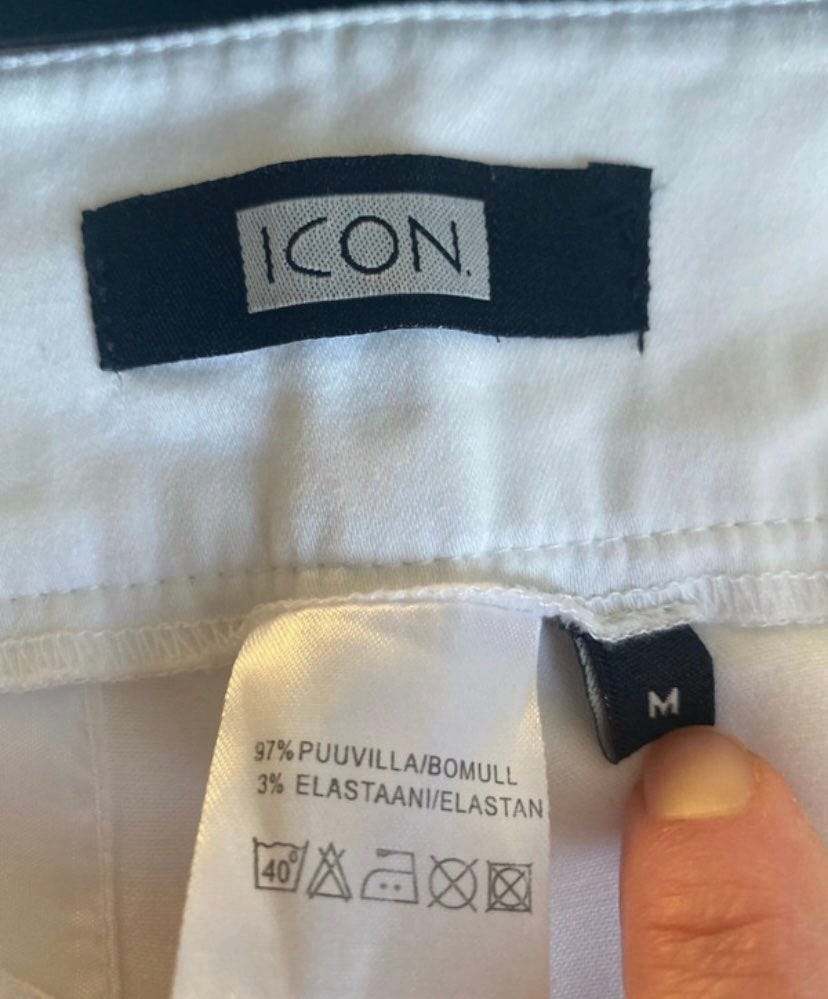 ICON.
M
97% PUUVILLA/BOMULL
3% ELASTAANI/ELASTAN
40°